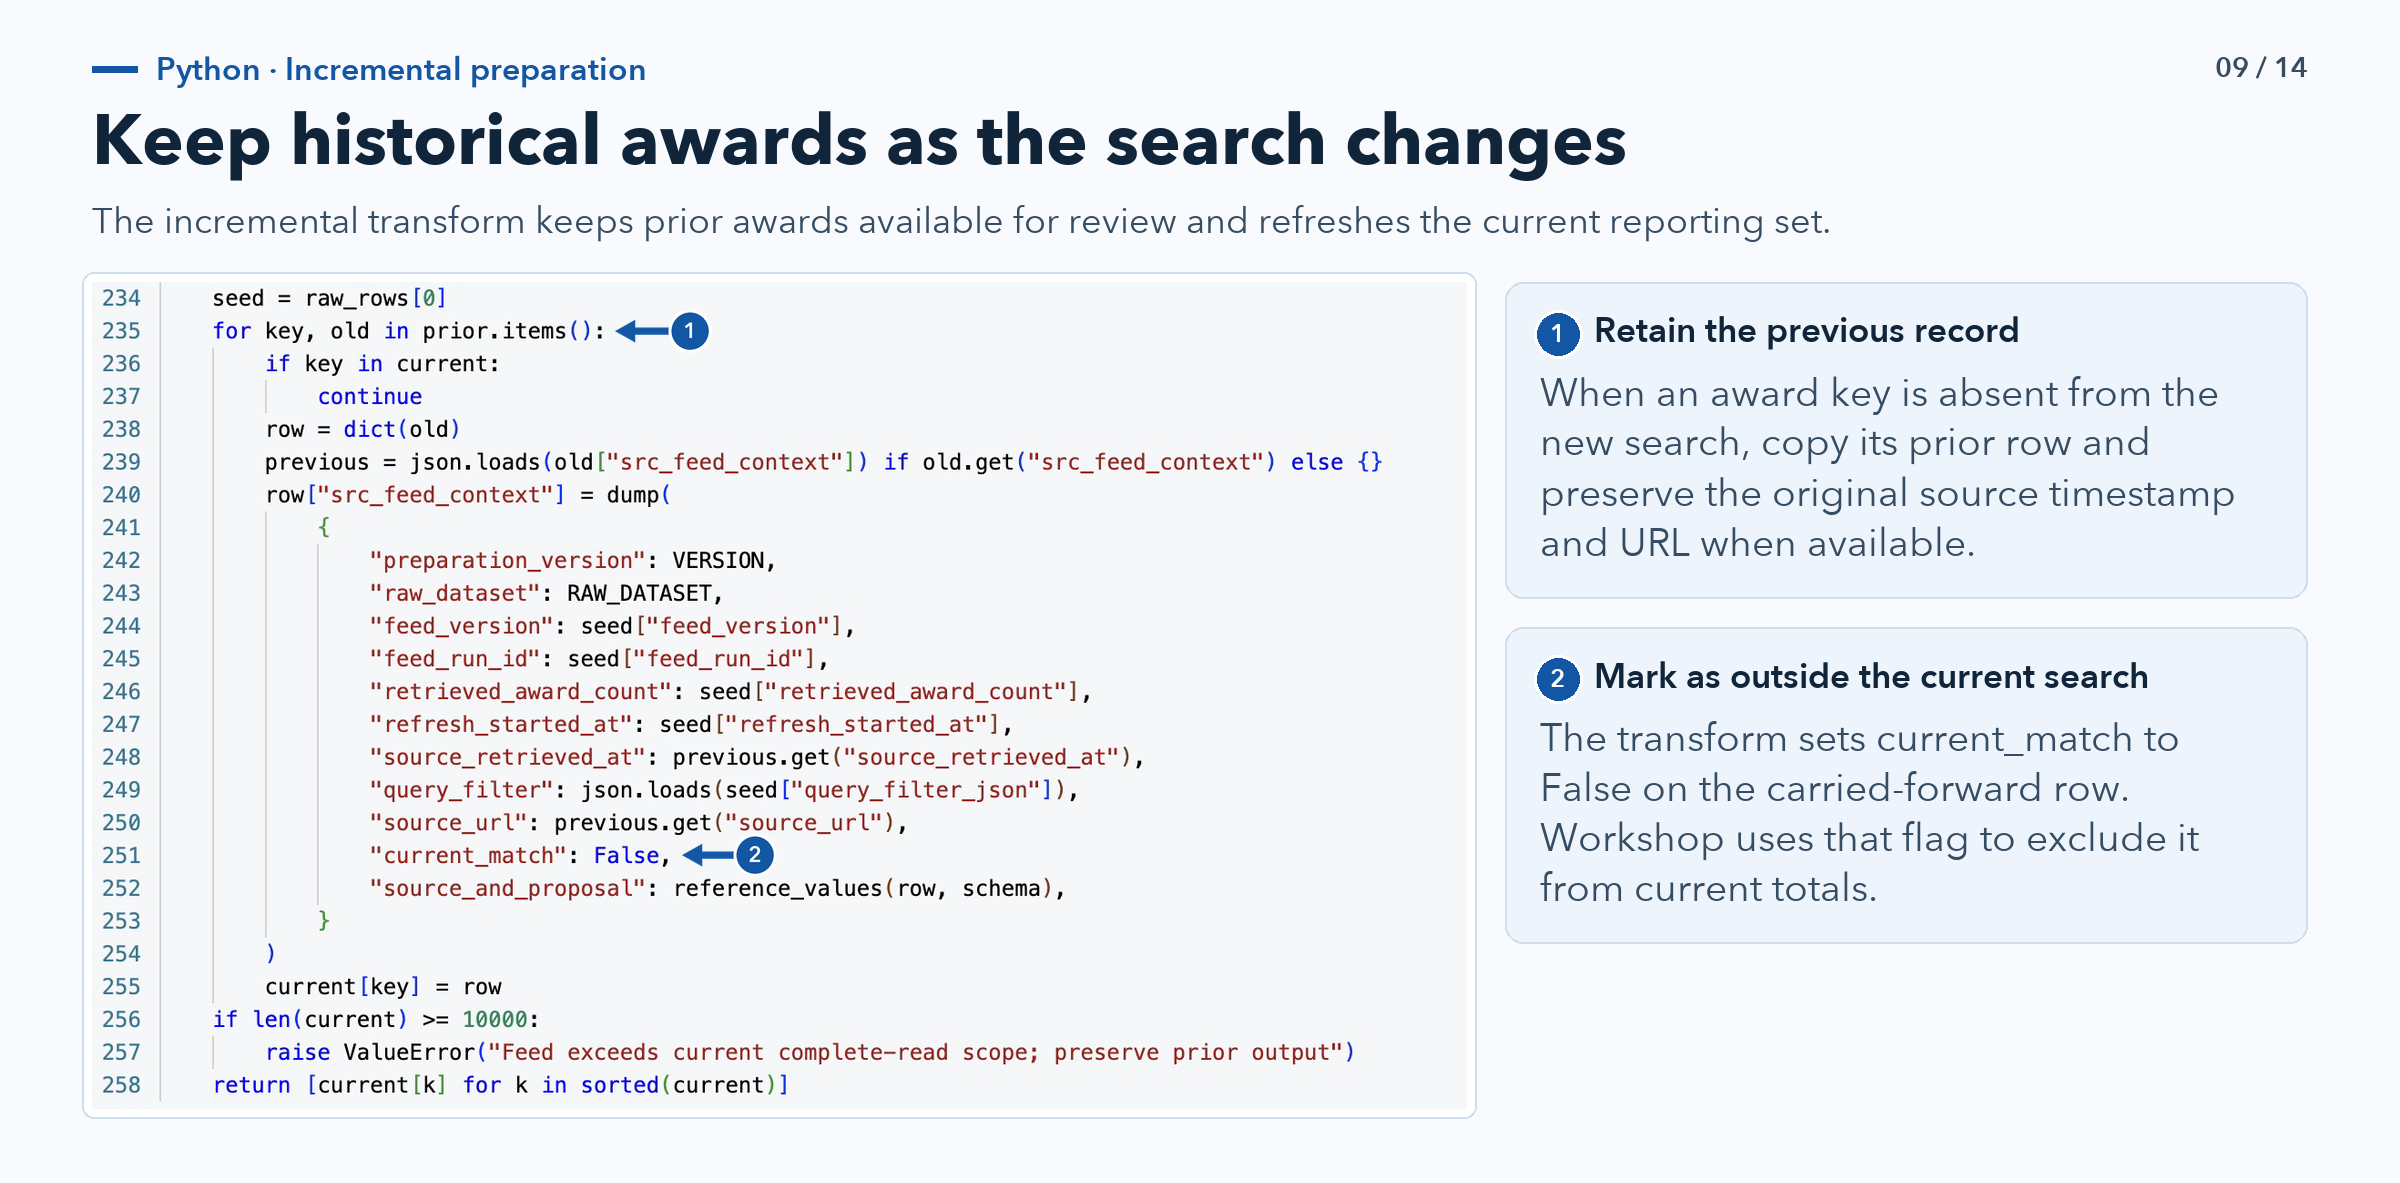 Python · Incremental preparation
09 / 14
Keep historical awards as the search changes
The incremental transform keeps prior awards available for review and refreshes the current reporting set.
234 seed = raw_rows[0]
235 for key, old in prior.items(): 1
236 if key in current:
237 continue
238 row = dict(old)
239 previous = json.loads(old["src_feed_context"]) if old.get("src_feed_context") else {}
240 row["src_feed_context"] = dump(
241 {
242 "preparation_version": VERSION,
243 "raw_dataset": RAW_DATASET,
244 "feed_version": seed["feed_version"],
245 "feed_run_id": seed["feed_run_id"],
246 "retrieved_award_count": seed["retrieved_award_count"],
247 "refresh_started_at": seed["refresh_started_at"],
248 "source_retrieved_at": previous.get("source_retrieved_at"),
249 "query_filter": json.loads(seed["query_filter_json"]),
250 "source_url": previous.get("source_url"),
251 "current_match": False, 2
252 "source_and_proposal": reference_values(row, schema),
253 }
254 )
255 current[key] = row
256 if len(current) >= 10000:
257 raise ValueError("Feed exceeds current complete-read scope; preserve prior output")
258 return [current[k] for k in sorted(current)]
1 Retain the previous record
When an award key is absent from the
new search, copy its prior row and
preserve the original source timestamp
and URL when available.
2 Mark as outside the current search
The transform sets current_match to
False on the carried-forward row.
Workshop uses that flag to exclude it
from current totals.